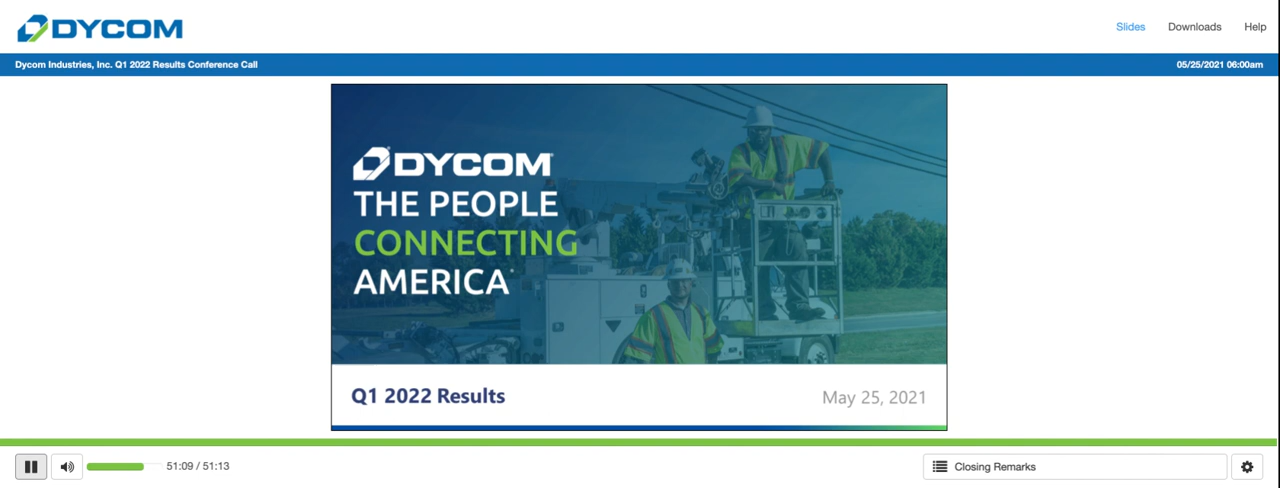 DYCOM
Slides Downloads Help
Dycom Industries, Inc. Q1 2022 Results Conference Call 05/25/2021 06:00am
DYCOM®
THE PEOPLE
CONNECTING
AMERICA®
Q1 2022 Results May 25, 2021
51:09 / 51:13 Closing Remarks